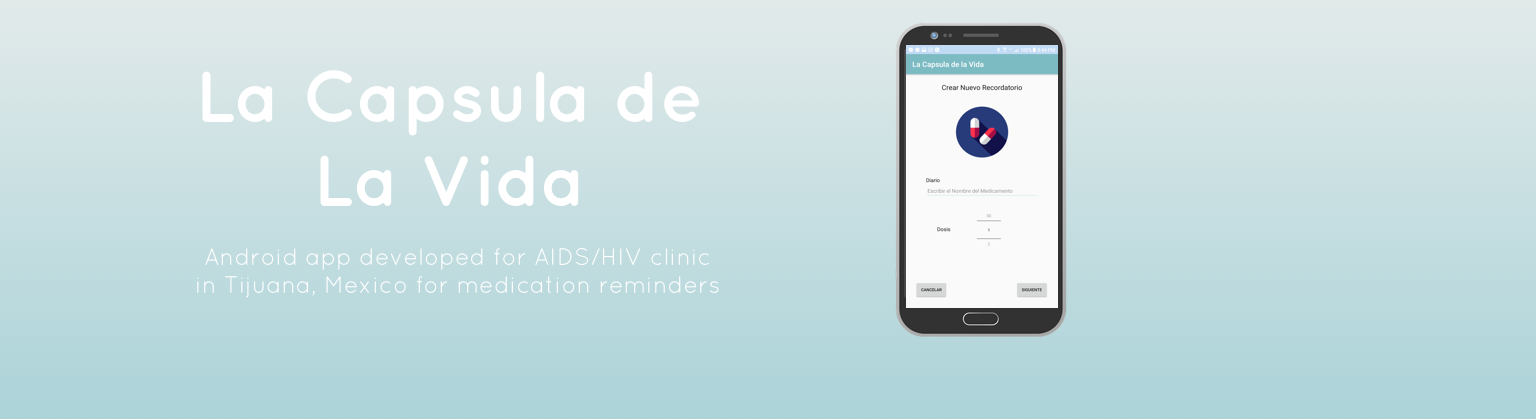 La Capsula de
La Vida
Android app developed for AIDS/HIV clinic
in Tijuana, Mexico for medication reminders
La Capsula de la Vida
Crear Nuevo Recordatorio
Diario
Escribir el Nombre del Medicamento
Dosis
CANCELAR
SIGUIENTE